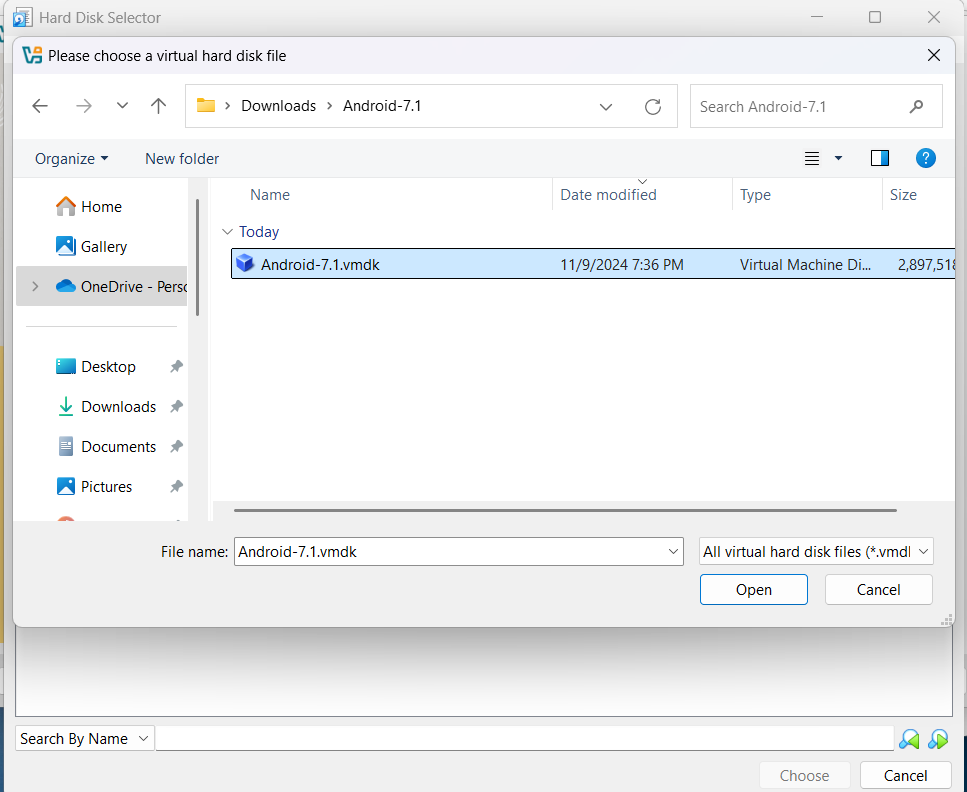 Hard Disk Selector
Please choose a virtual hard disk file
Downloads > Android-7.1
Search Android-7.1
Organize
New folder
?
Name
Date modified
Type
Size
Home
Gallery
OneDrive - Perso
Today
Android-7.1.vmdk 11/9/2024 7:36 PM Virtual Machine Di... 2,897,518
Desktop
Downloads
Documents
Pictures
File name: Android-7.1.vmdk
All virtual hard disk files (*.vmdl
Open
Cancel
Search By Name
Choose
Cancel